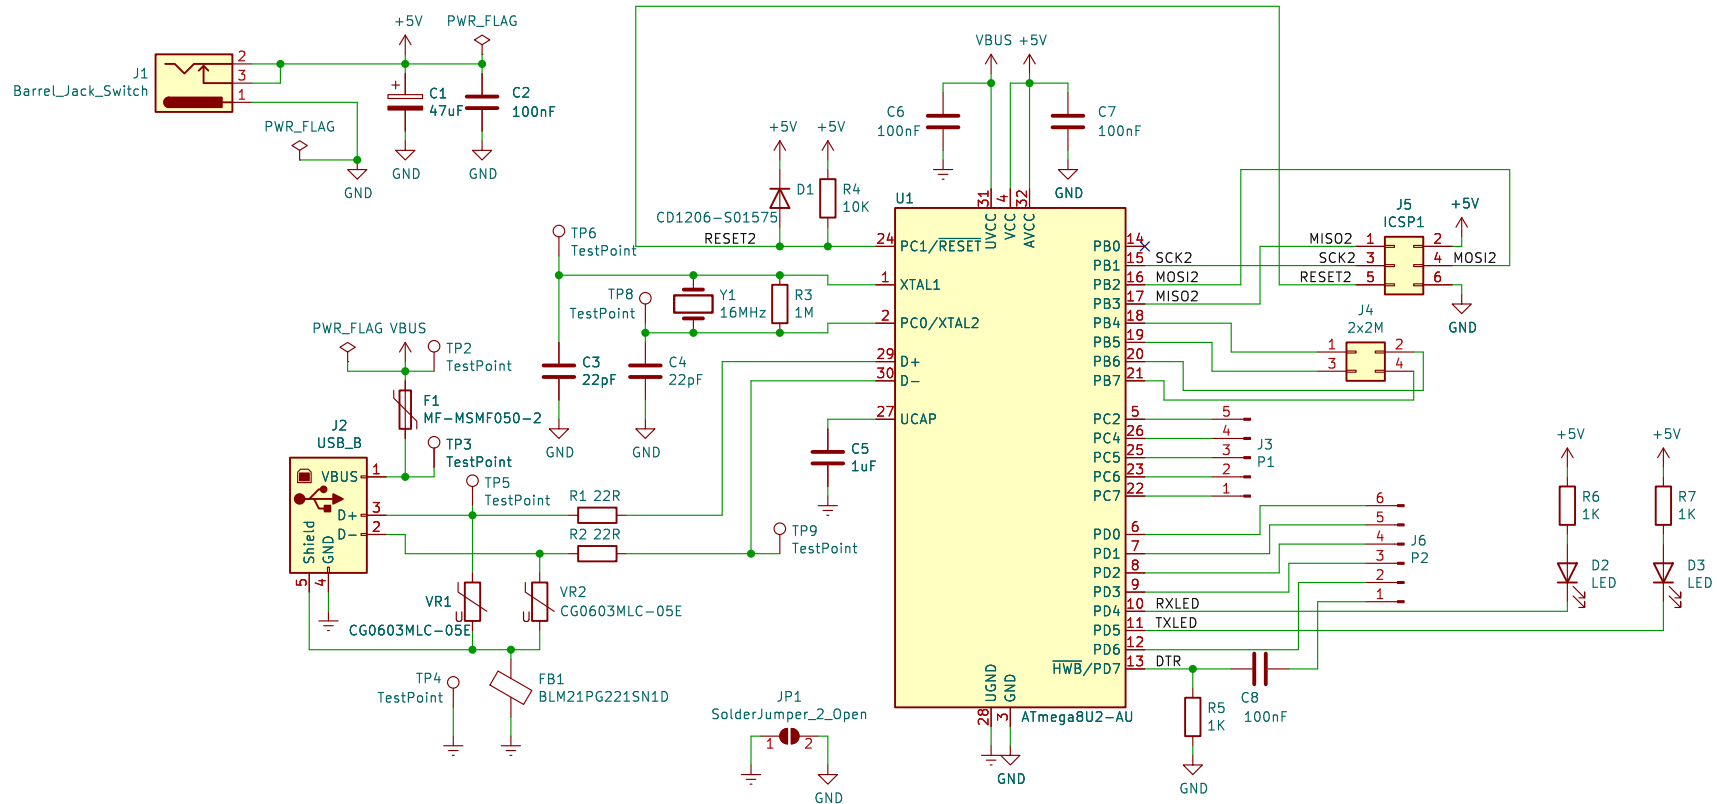 +5V
PWR_FLAG
J1
Barrel_Jack_Switch
2
3
1
+
C1
47uF
C2
100nF
PWR_FLAG
GND
GND
GND
VBUS
+5V
C6
100nF
C7
100nF
GND
+5V
+5V
D1
CD1206-S01575
R4
10K
RESET2
U1
31
4
32
UVCC
VCC
AVCC
24
PC1/RESET
1
XTAL1
2
PC0/XTAL2
29
D+
30
D-
27
UCAP
PB0
14
PB1
15
SCK2
PB2
16
MOSI2
PB3
17
MISO2
PB4
18
PB5
19
PB6
20
PB7
21
PC2
5
PC4
26
PC5
25
PC6
23
PC7
22
PD0
6
PD1
7
PD2
8
PD3
9
PD4
10
RXLED
PD5
11
TXLED
PD6
12
HWB/PD7
13
DTR
UGND
GND
28
3
ATmega8U2-AU
GND
J5
ICSP1
+5V
MISO2
1
2
SCK2
3
4
MOSI2
RESET2
5
6
GND
J4
2x2M
1
2
3
4
5
4
3
2
1
J3
P1
6
5
4
3
2
1
J6
P2
+5V
+5V
R6
1K
R7
1K
D2
LED
D3
LED
C8
100nF
R5
1K
GND
TP6
TestPoint
TP8
TestPoint
Y1
16MHz
R3
1M
C3
22pF
C4
22pF
GND
GND
C5
1uF
PWR_FLAG
VBUS
TP2
TestPoint
F1
MF-MSMF050-2
J2
USB_B
TP3
TestPoint
VBUS
1
D+
3
D-
2
Shield
GND
5
4
TP5
TestPoint
R1 22R
R2 22R
TP9
TestPoint
VR1
U
CG0603MLC-05E
VR2
U
CG0603MLC-05E
TP4
TestPoint
FB1
BLM21PG221SN1D
JP1
SolderJumper_2_Open
1
2
GND